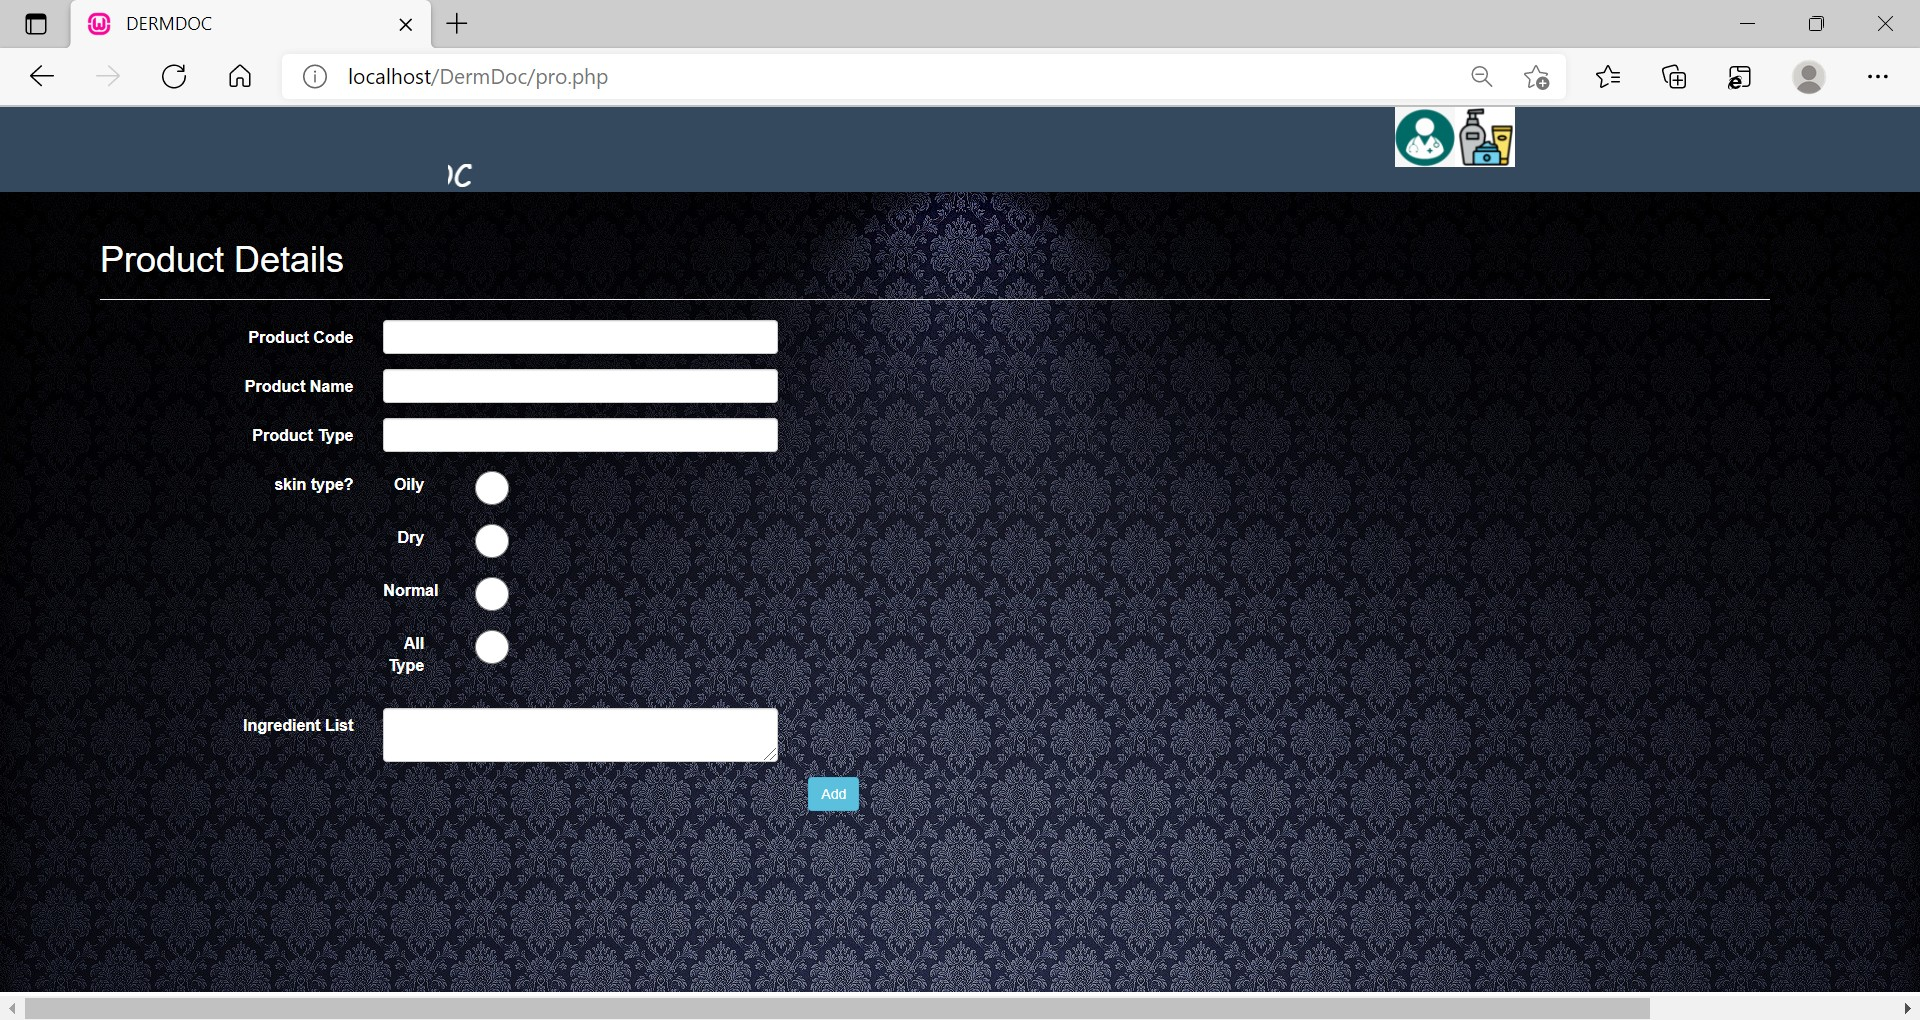 DERMDOC
localhost/DermDoc/pro.php
C
Product Details
Product Code
Product Name
Product Type
skin type? Oily
Dry
Normal
All
Type
Ingredient List
Add